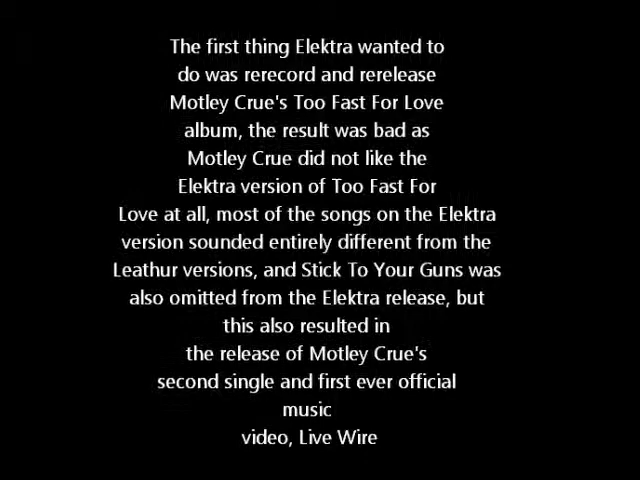 The first thing Elektra wanted to
do was rerecord and rerelease
Motley Crue's Too Fast For Love
album, the result was bad as
Motley Crue did not like the
Elektra version of Too Fast For
Love at all, most of the songs on the Elektra
version sounded entirely different from the
Leathur versions, and Stick To Your Guns was
also omitted from the Elektra release, but
this also resulted in
the release of Motley Crue's
second single and first ever official
music
video, Live Wire